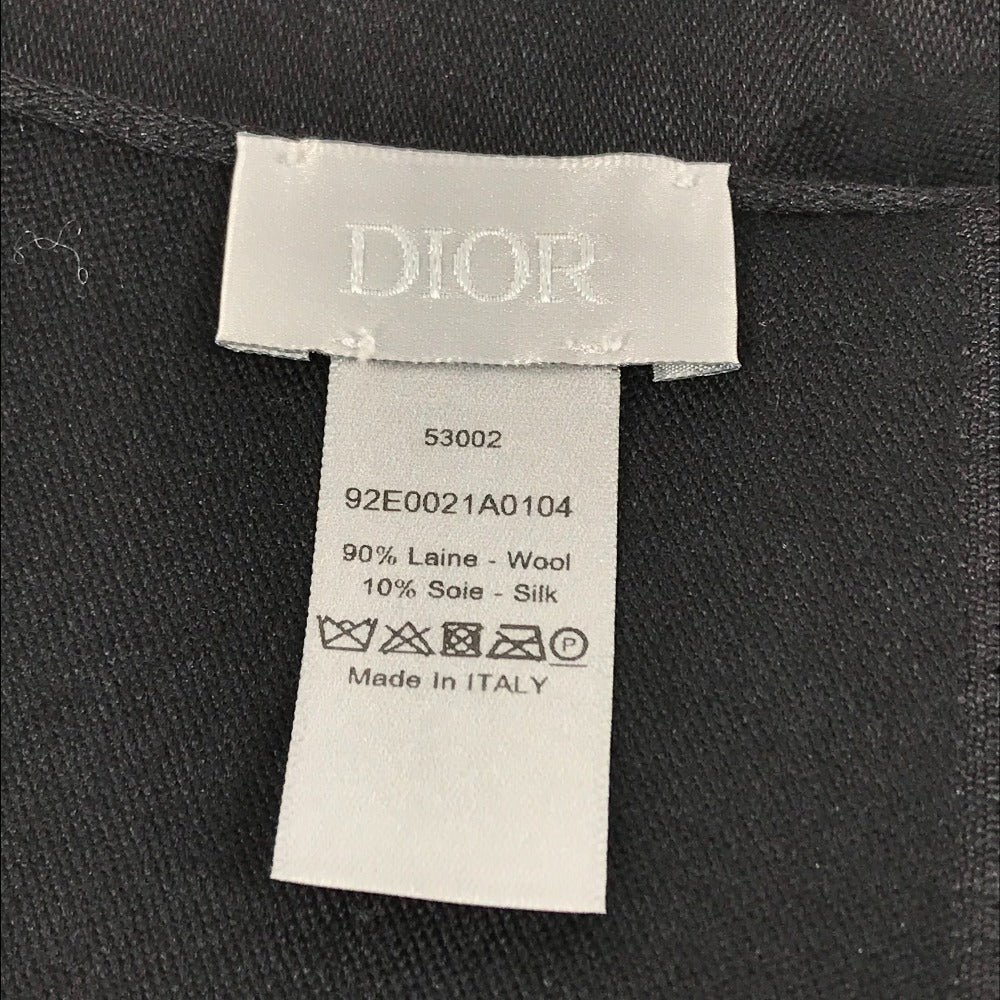 DIOR
53002
92E0021A0104
90% Laine - Wool
10% Soie - Silk
P
Made In ITALY